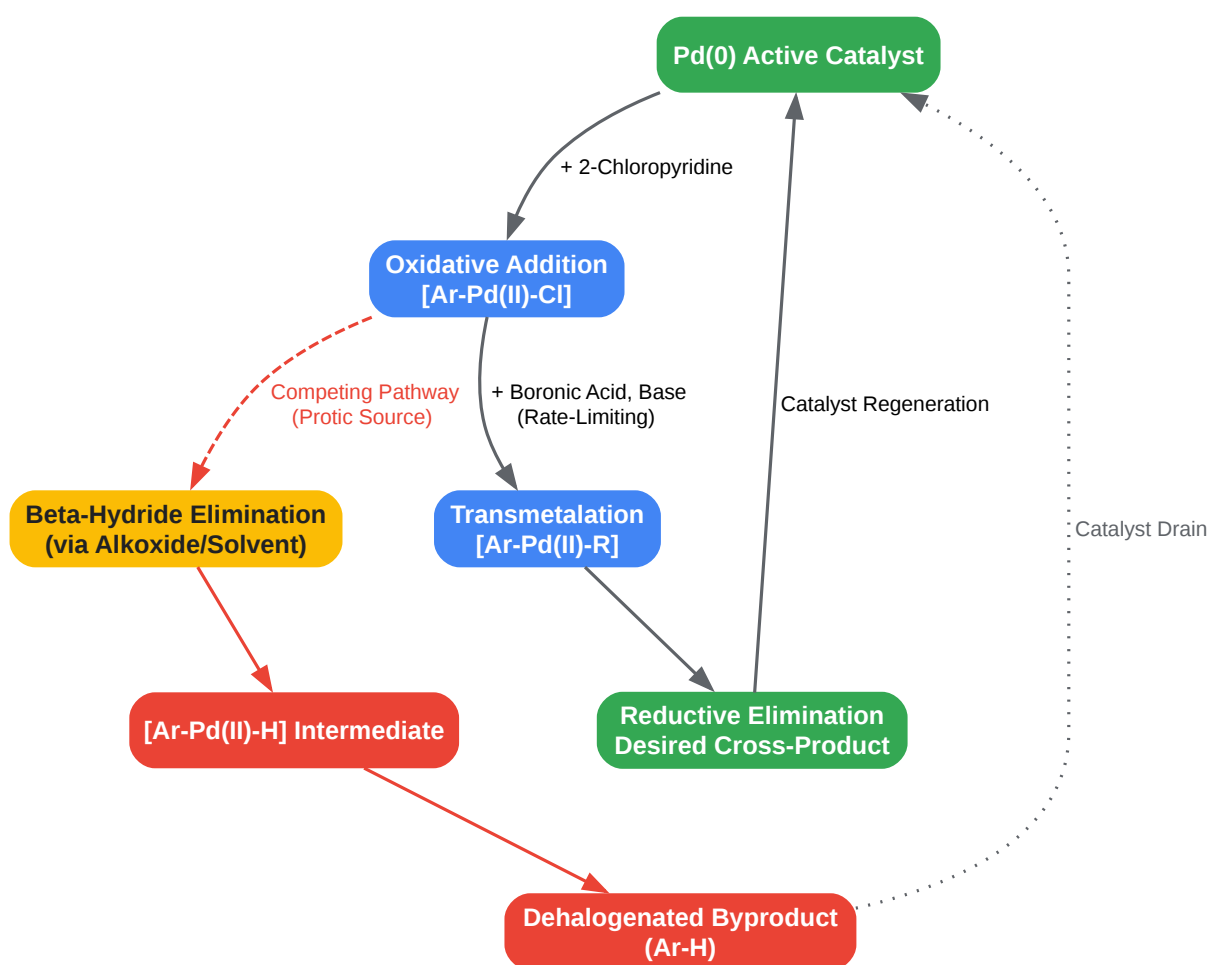 Pd(0) Active Catalyst
+ 2-Chloropyridine
Oxidative Addition
[Ar-Pd(II)-Cl]
Competing Pathway
(Protic Source)
+ Boronic Acid, Base
(Rate-Limiting)
Catalyst Regeneration
Beta-Hydride Elimination
(via Alkoxide/Solvent)
Transmetalation
[Ar-Pd(II)-R]
Catalyst Drain
[Ar-Pd(II)-H] Intermediate
Reductive Elimination
Desired Cross-Product
Dehalogenated Byproduct
(Ar-H)